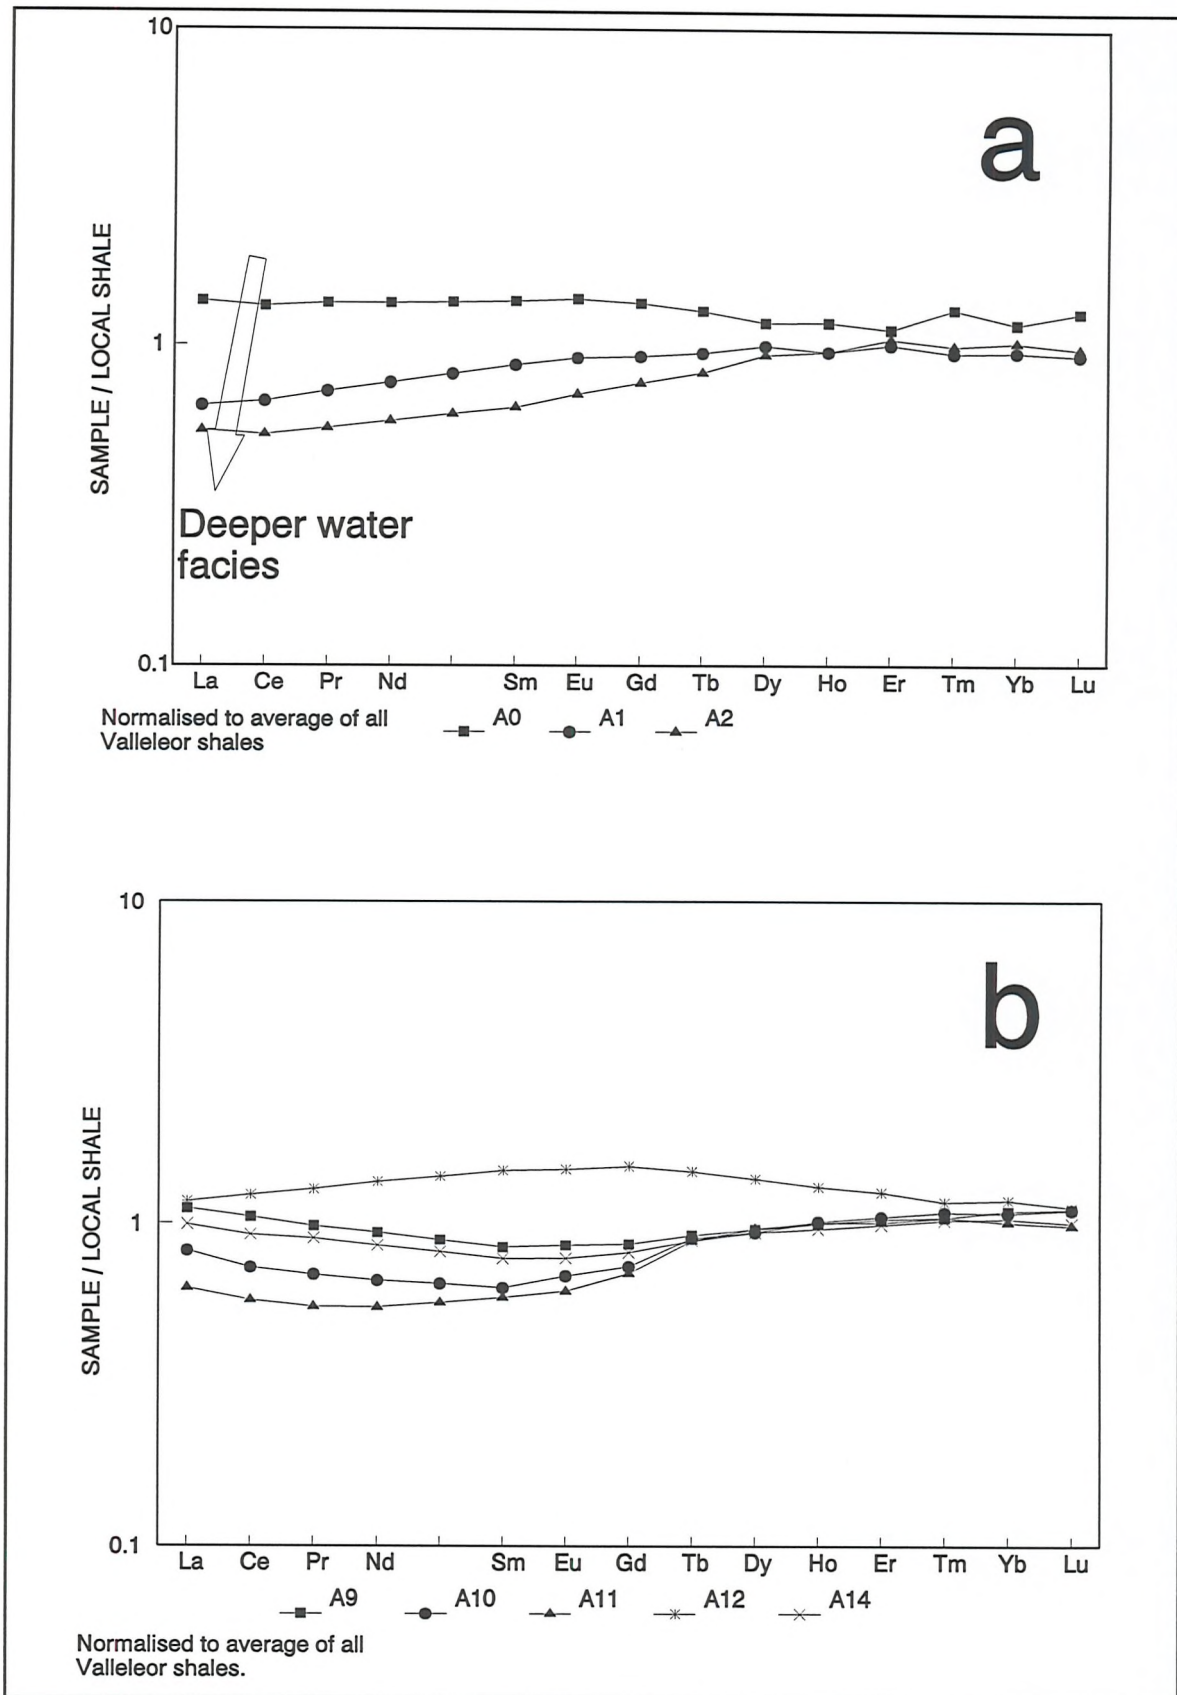 10
a
SAMPLE / LOCAL SHALE
1
Deeper water
facies
0.1
La Ce Pr Nd Sm Eu Gd Tb Dy Ho Er Tm Yb Lu
Normalised to average of all
Valleleor shales
A0 A1 A2
10
b
SAMPLE / LOCAL SHALE
1
0.1
La Ce Pr Nd Sm Eu Gd Tb Dy Ho Er Tm Yb Lu
A9 A10 A11 A12 A14
Normalised to average of all
Valleleor shales.